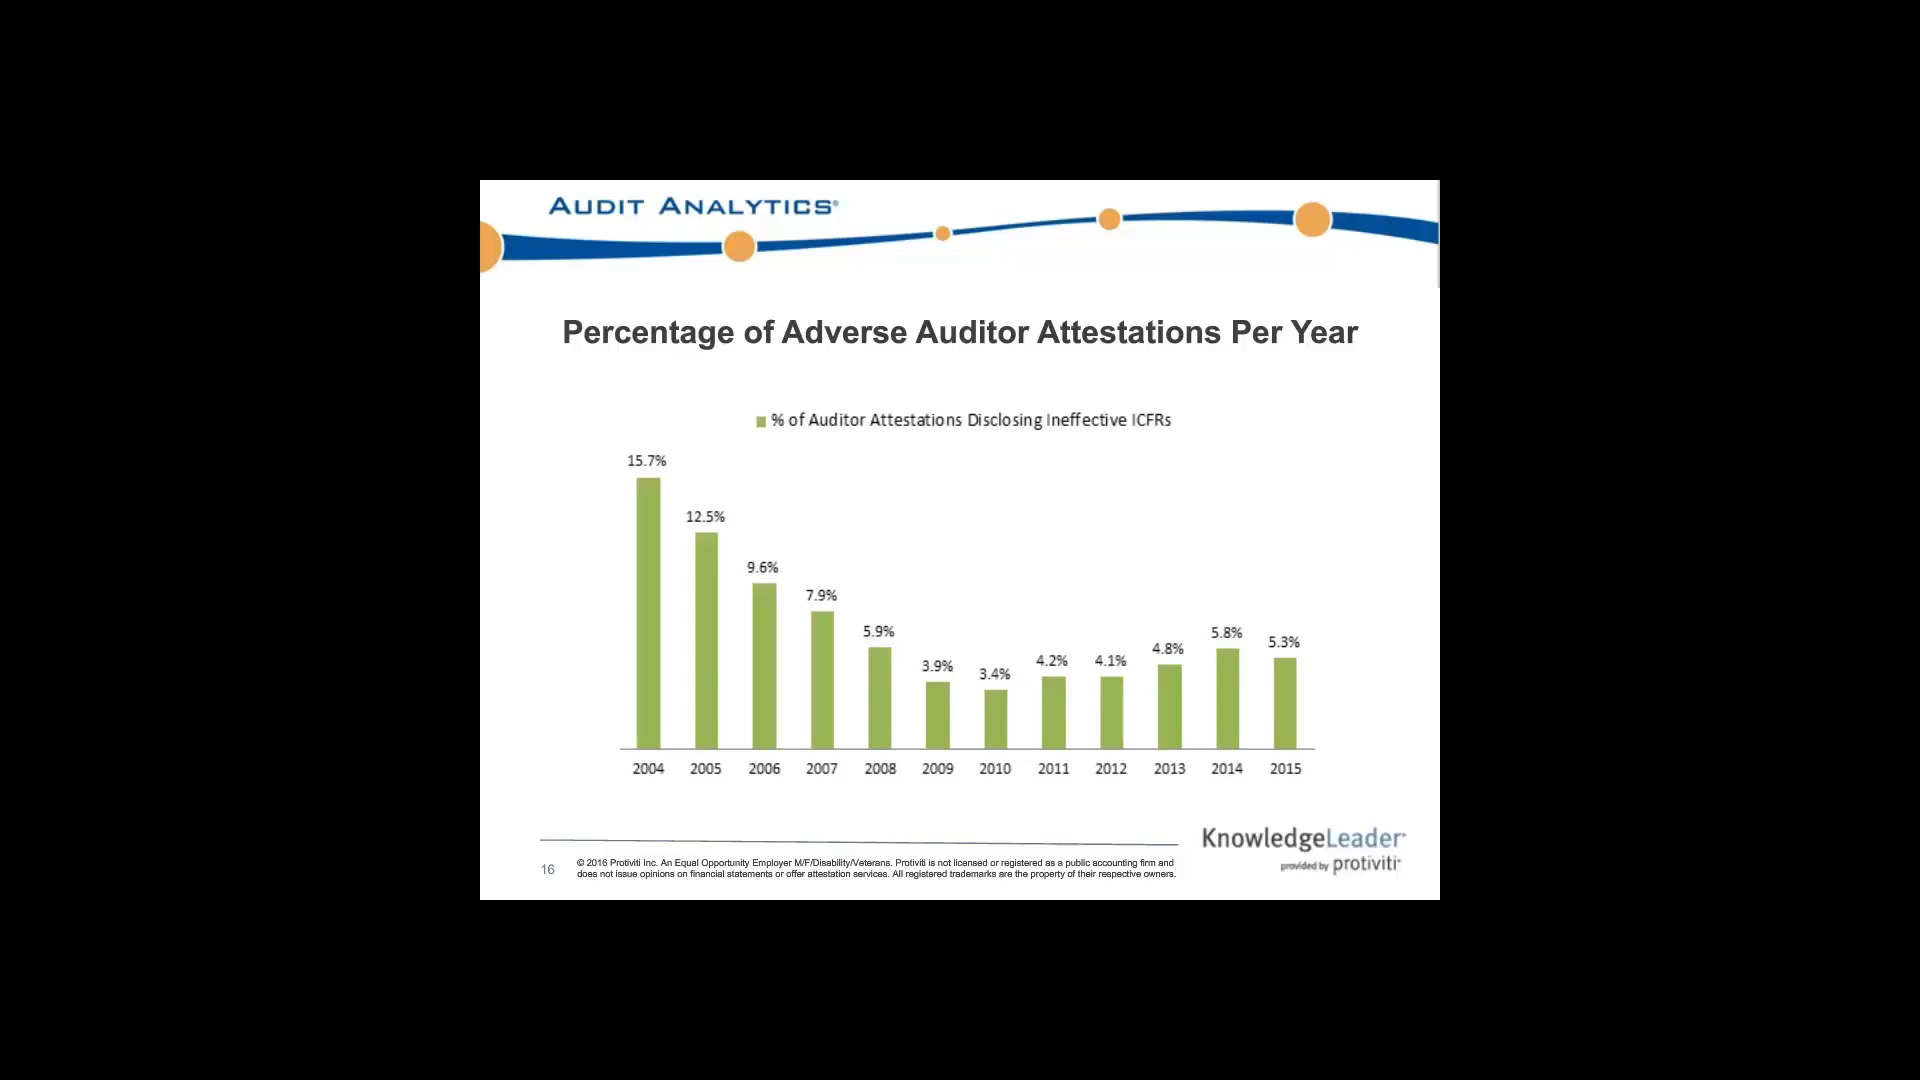 AUDIT ANALYTICS®
Percentage of Adverse Auditor Attestations Per Year
% of Auditor Attestations Disclosing Ineffective ICFRs
15.7%
12.5%
9.6%
7.9%
5.9%
3.9%
3.4%
4.2%
4.1%
4.8%
5.8%
5.3%
2004 2005 2006 2007 2008 2009 2010 2011 2012 2013 2014 2015
KnowledgeLeader
provided by protiviti
16
© 2016 Protiviti Inc. An Equal Opportunity Employer M/F/Disability/Veterans. Protiviti is not licensed or registered as a public accounting firm and
does not issue opinions on financial statements or offer attestation services. All registered trademarks are the property of their respective owners.